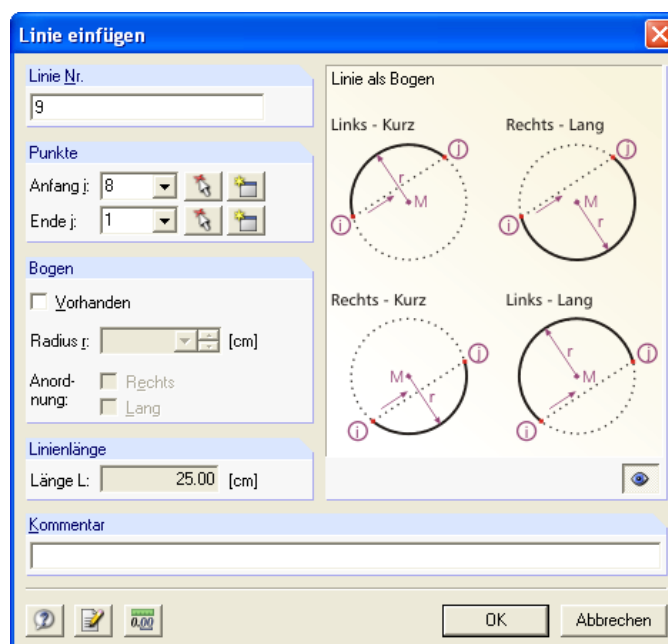 Linie einfügen
Linie Nr.
9
Punkte
Anfang j:
8
Ende j:
1
Bogen
Vorhanden
Radius r:
[cm]
Anord-
nung:
Rechts
Lang
Linienlänge
Länge L:
25.00
[cm]
Linie als Bogen
Links - Kurz
Rechts - Lang
j
r
M
i
j
M
r
i
Rechts - Kurz
Links - Lang
j
M
r
i
j
r
M
i
Kommentar
0.00
OK
Abbrechen